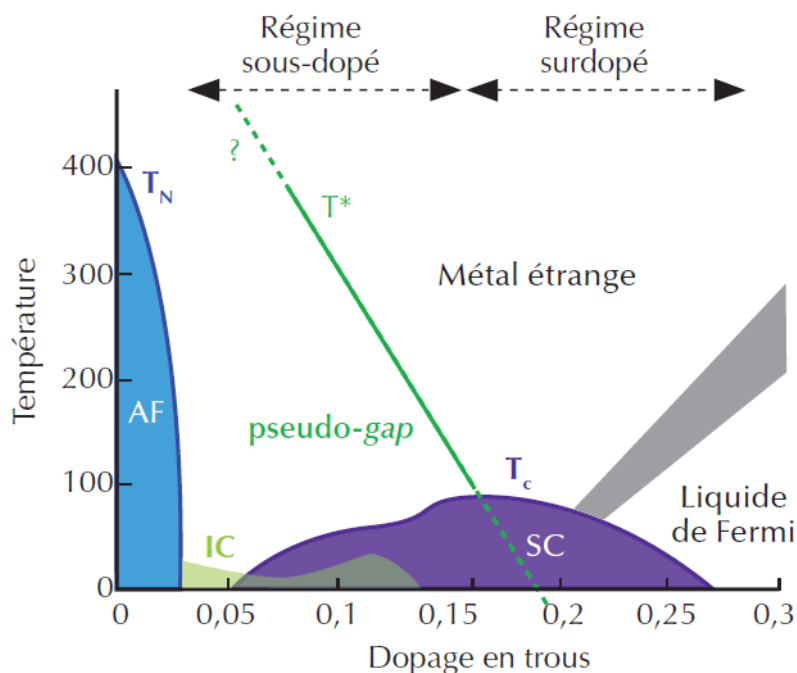 Régime
sous-dopé
Régime
surdopé
?
T*
T_N
400
300
200
100
0
Température
AF
Métal étrange
pseudo-gap
T_c
IC
SC
Liquide
de Fermi
0 0,05 0,1 0,15 0,2 0,25 0,3
Dopage en trous